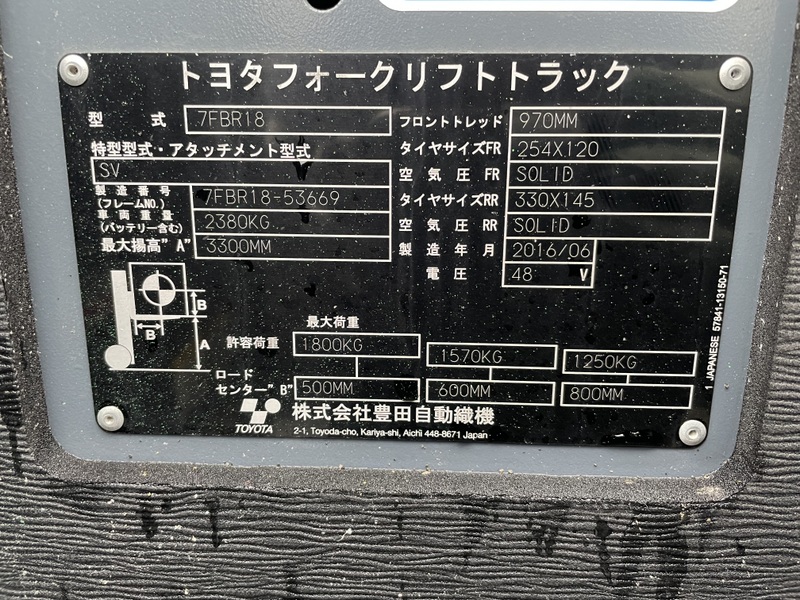 トヨタフォークリフトトラック
型式 7FBR18 フロントトレッド 970MM
特型型式・アタッチメント型式 タイヤサイズFR 254X120
SV 空気圧 FR SOLID
製造番号(フレームNO.) 7FBR18-53669 タイヤサイズRR 330X145
車両重量(バッテリー含む) 2380KG 空気圧 RR SOLID
最大揚高"A" 3300MM 製造年月 2016/06
電圧 48 V
B
B A
最大荷重
許容荷重 1800KG 1570KG 1250KG
ロードセンター"B" 500MM 600MM 800MM
TOYOTA 株式会社豊田自動織機
2-1, Toyoda-cho, Kariya-shi, Aichi 448-8671 Japan
1 JAPANESE 57841-13150-71